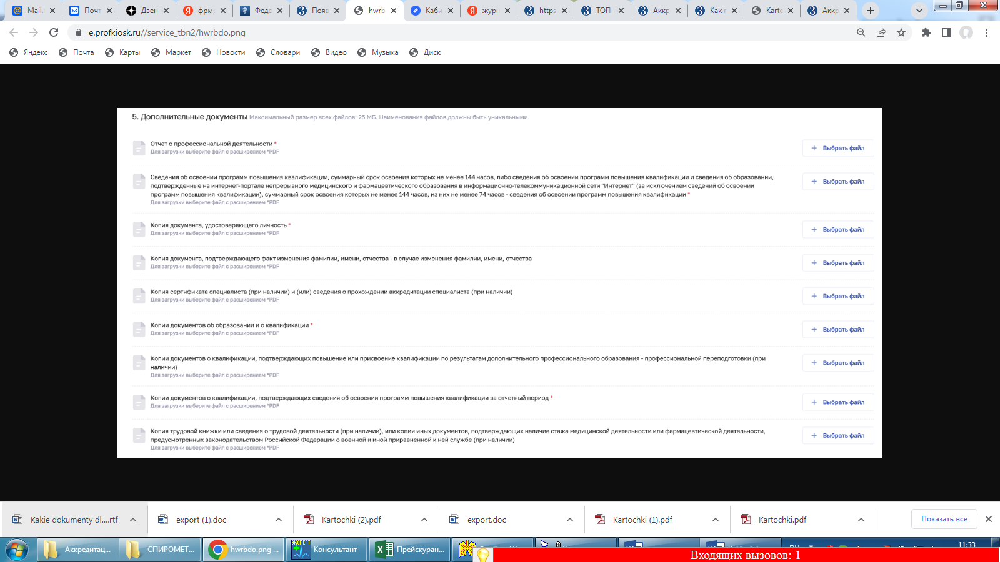 Mail.
Почт
Дзен
фрмр
Феде
Появ
hwrb
Каби
журн
https
ТОП-
Аккр
Как п
Karto
Аккр
e.profkiosk.ru//service_tbn2/hwrbdo.png
Яндекс
Почта
Карты
Маркет
Новости
Словари
Видео
Музыка
Диск
5. Дополнительные документы Максимальный размер всех файлов: 25 МБ. Наименования файлов должны быть уникальными.
Отчет о профессиональной деятельности *
Для загрузки выберите файл с расширением *PDF
+ Выбрать файл
Сведения об освоении программ повышения квалификации, суммарный срок освоения которых не менее 144 часов, либо сведения об освоении программ повышения квалификации и сведения об образовании,
подтвержденные на интернет-портале непрерывного медицинского и фармацевтического образования в информационно-телекоммуникационной сети "Интернет" (за исключением сведений об освоении
программ повышения квалификации), суммарный срок освоения которых не менее 144 часов, из них не менее 74 часов - сведения об освоении программ повышения квалификации *
Для загрузки выберите файл с расширением *PDF
+ Выбрать файл
Копия документа, удостоверяющего личность *
Для загрузки выберите файл с расширением *PDF
+ Выбрать файл
Копия документа, подтверждающего факт изменения фамилии, имени, отчества - в случае изменения фамилии, имени, отчества
Для загрузки выберите файл с расширением *PDF
+ Выбрать файл
Копия сертификата специалиста (при наличии) и (или) сведения о прохождении аккредитации специалиста (при наличии)
Для загрузки выберите файл с расширением *PDF
+ Выбрать файл
Копии документов об образовании и о квалификации *
Для загрузки выберите файл с расширением *PDF
+ Выбрать файл
Копии документов о квалификации, подтверждающих повышение или присвоение квалификации по результатам дополнительного профессионального образования - профессиональной переподготовки (при
наличии)
Для загрузки выберите файл с расширением *PDF
+ Выбрать файл
Копии документов о квалификации, подтверждающих сведения об освоении программ повышения квалификации за отчетный период *
Для загрузки выберите файл с расширением *PDF
+ Выбрать файл
Копия трудовой книжки или сведения о трудовой деятельности (при наличии), или копии иных документов, подтверждающих наличие стажа медицинской деятельности или фармацевтической деятельности,
предусмотренных законодательством Российской Федерации о военной и иной приравненной к ней службе (при наличии)
Для загрузки выберите файл с расширением *PDF
+ Выбрать файл
Kakie dokumenty dl....rtf
export (1).doc
Kartochki (2).pdf
export.doc
Kartochki (1).pdf
Kartochki.pdf
Показать все
Аккредитац...
СПИРОМЕТ...
hwrbdo.png ...
ЭКСПЕРТ
Консультант
Прейскуран...
11:33
Входящих вызовов: 1